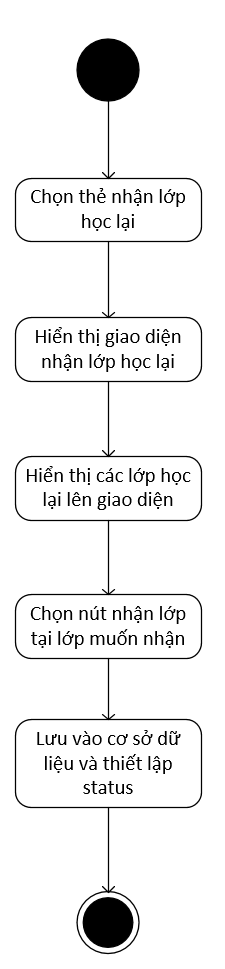 Chọn thẻ nhận lớp
học lại
Hiển thị giao diện
nhận lớp học lại
Hiển thị các lớp học
lại lên giao diện
Chọn nút nhận lớp
tại lớp muốn nhận
Lưu vào cơ sở dữ
liệu và thiết lập
status